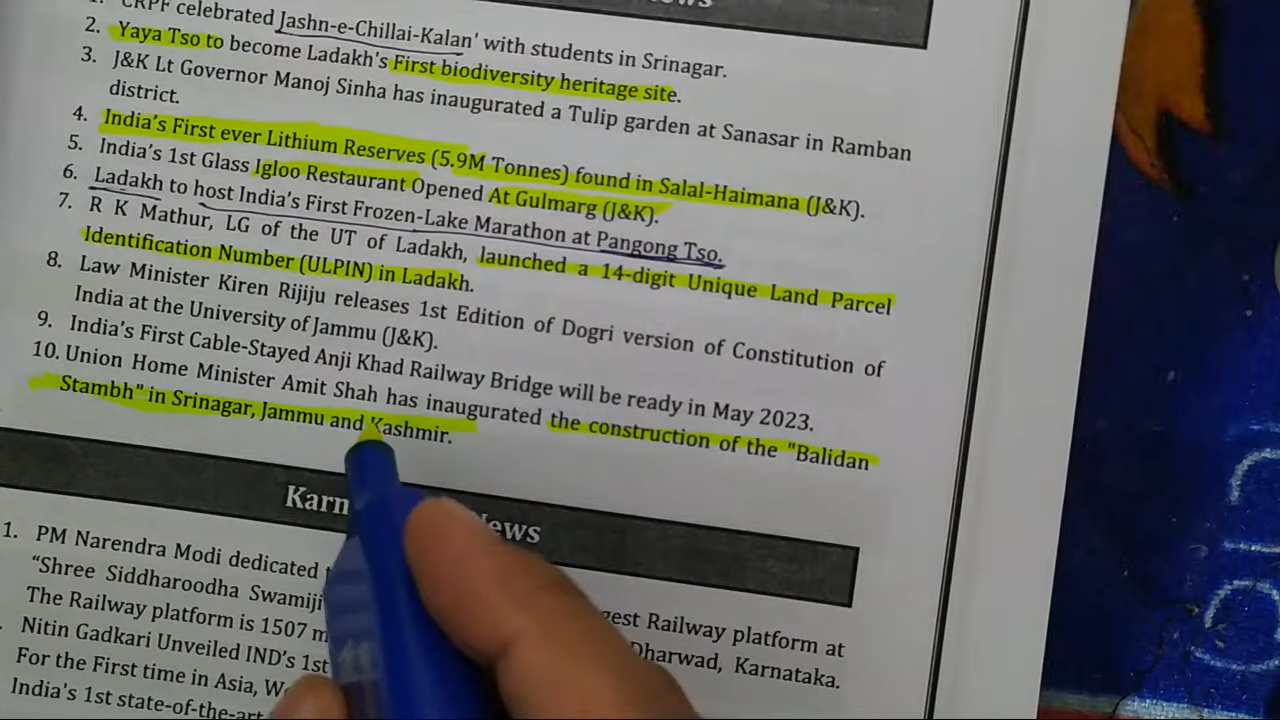 1. CRPF celebrated Jashn-e-Chillai-Kalan' with students in Srinagar.
2. Yaya Tso to become Ladakh's First biodiversity heritage site.
3. J&K Lt Governor Manoj Sinha has inaugurated a Tulip garden at Sanasar in Ramban
district.
4. India's First ever Lithium Reserves (5.9M Tonnes) found in Salal-Haimana (J&K).
5. India's 1st Glass Igloo Restaurant Opened At Gulmarg (J&K).
6. Ladakh to host India's First Frozen-Lake Marathon at Pangong Tso.
7. R K Mathur, LG of the UT of Ladakh, launched a 14-digit Unique Land Parcel
Identification Number (ULPIN) in Ladakh.
8. Law Minister Kiren Rijiju releases 1st Edition of Dogri version of Constitution of
India at the University of Jammu (J&K).
9. India's First Cable-Stayed Anji Khad Railway Bridge will be ready in May 2023.
10. Union Home Minister Amit Shah has inaugurated the construction of the "Balidan
Stambh" in Srinagar, Jammu and Kashmir.
News
1. PM Narendra Modi dedicated
"Shree Siddharoodha Swamiji Railway platform at
The Railway platform is 1507 Dharwad, Karnataka.
Nitin Gadkari Unveiled IND's 1st
For the First time in Asia,
India's 1st state-of-the-art